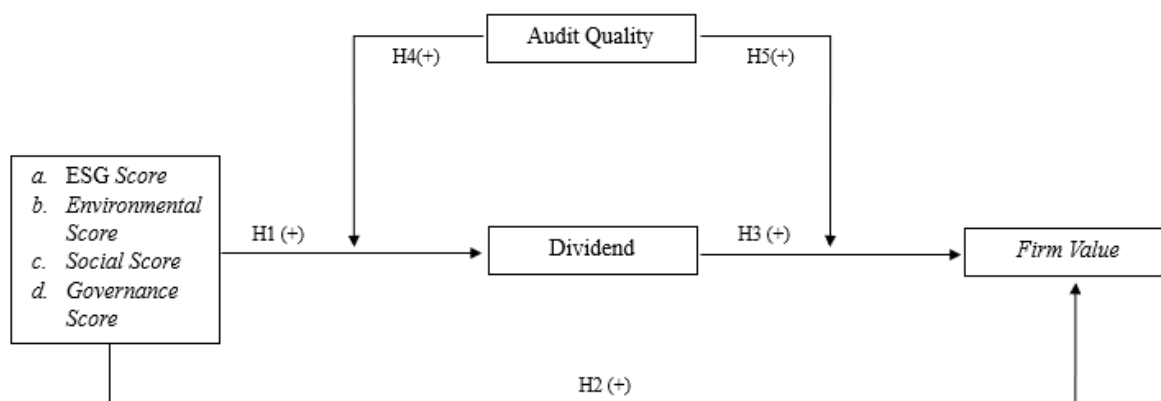 Audit Quality
H4(+)
H5(+)
a. ESG Score
b. Environmental
Score
c. Social Score
d. Governance
Score
H1 (+)
Dividend
H3 (+)
Firm Value
H2 (+)